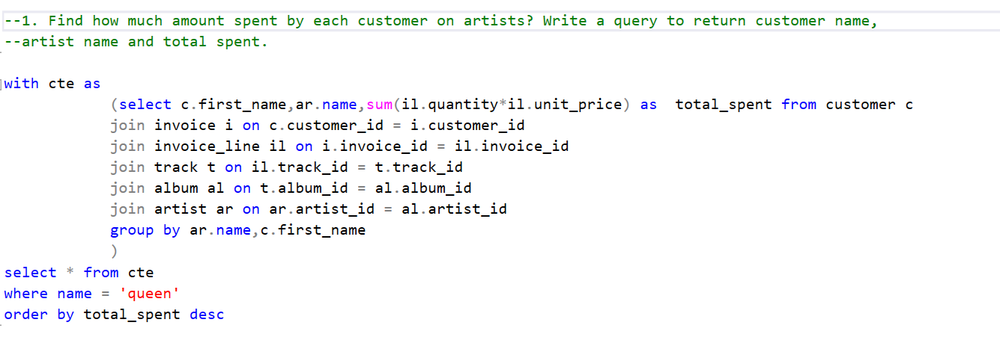 --1. Find how much amount spent by each customer on artists? Write a query to return customer name,
--artist name and total spent.
with cte as
(select c.first_name,ar.name,sum(il.quantity*il.unit_price) as  total_spent from customer c
join invoice i on c.customer_id = i.customer_id
join invoice_line il on i.invoice_id = il.invoice_id
join track t on il.track_id = t.track_id
join album al on t.album_id = al.album_id
join artist ar on ar.artist_id = al.artist_id
group by ar.name,c.first_name
)
select * from cte
where name = 'queen'
order by total_spent desc